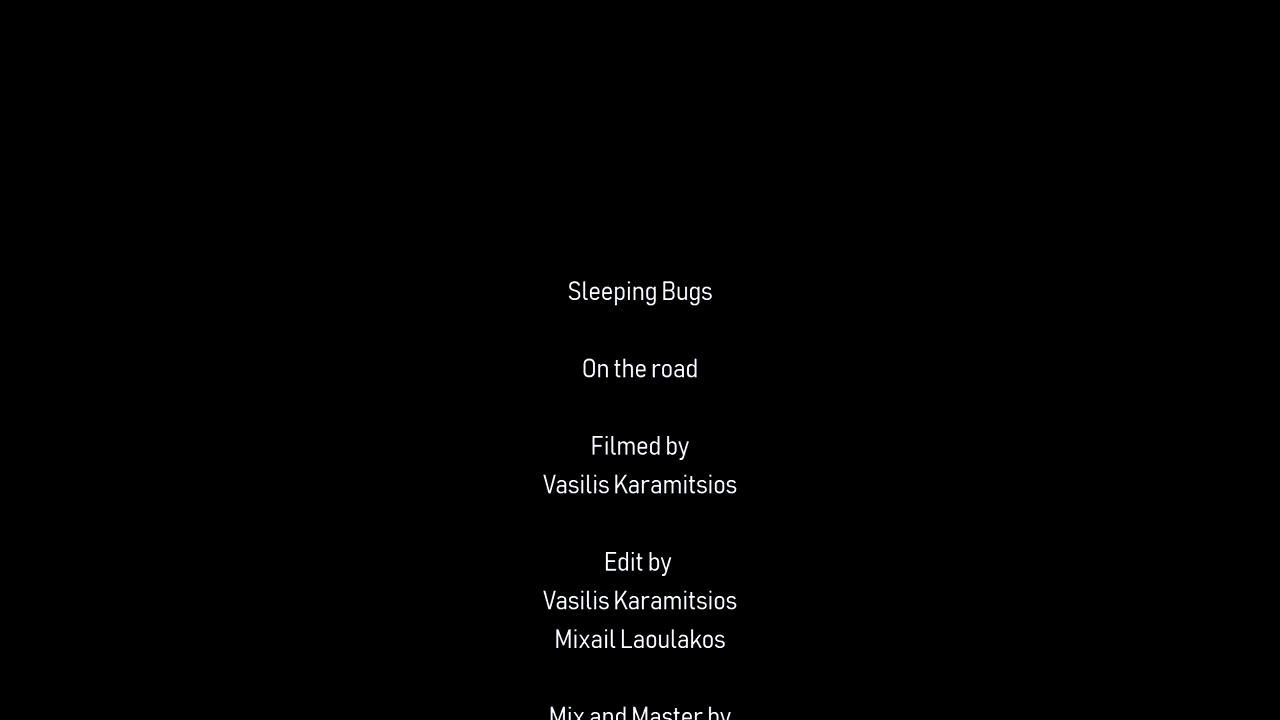 Sleeping Bugs
On the road
Filmed by
Vasilis Karamitsios
Edit by
Vasilis Karamitsios
Mixail Laoulakos
Mix and Master by